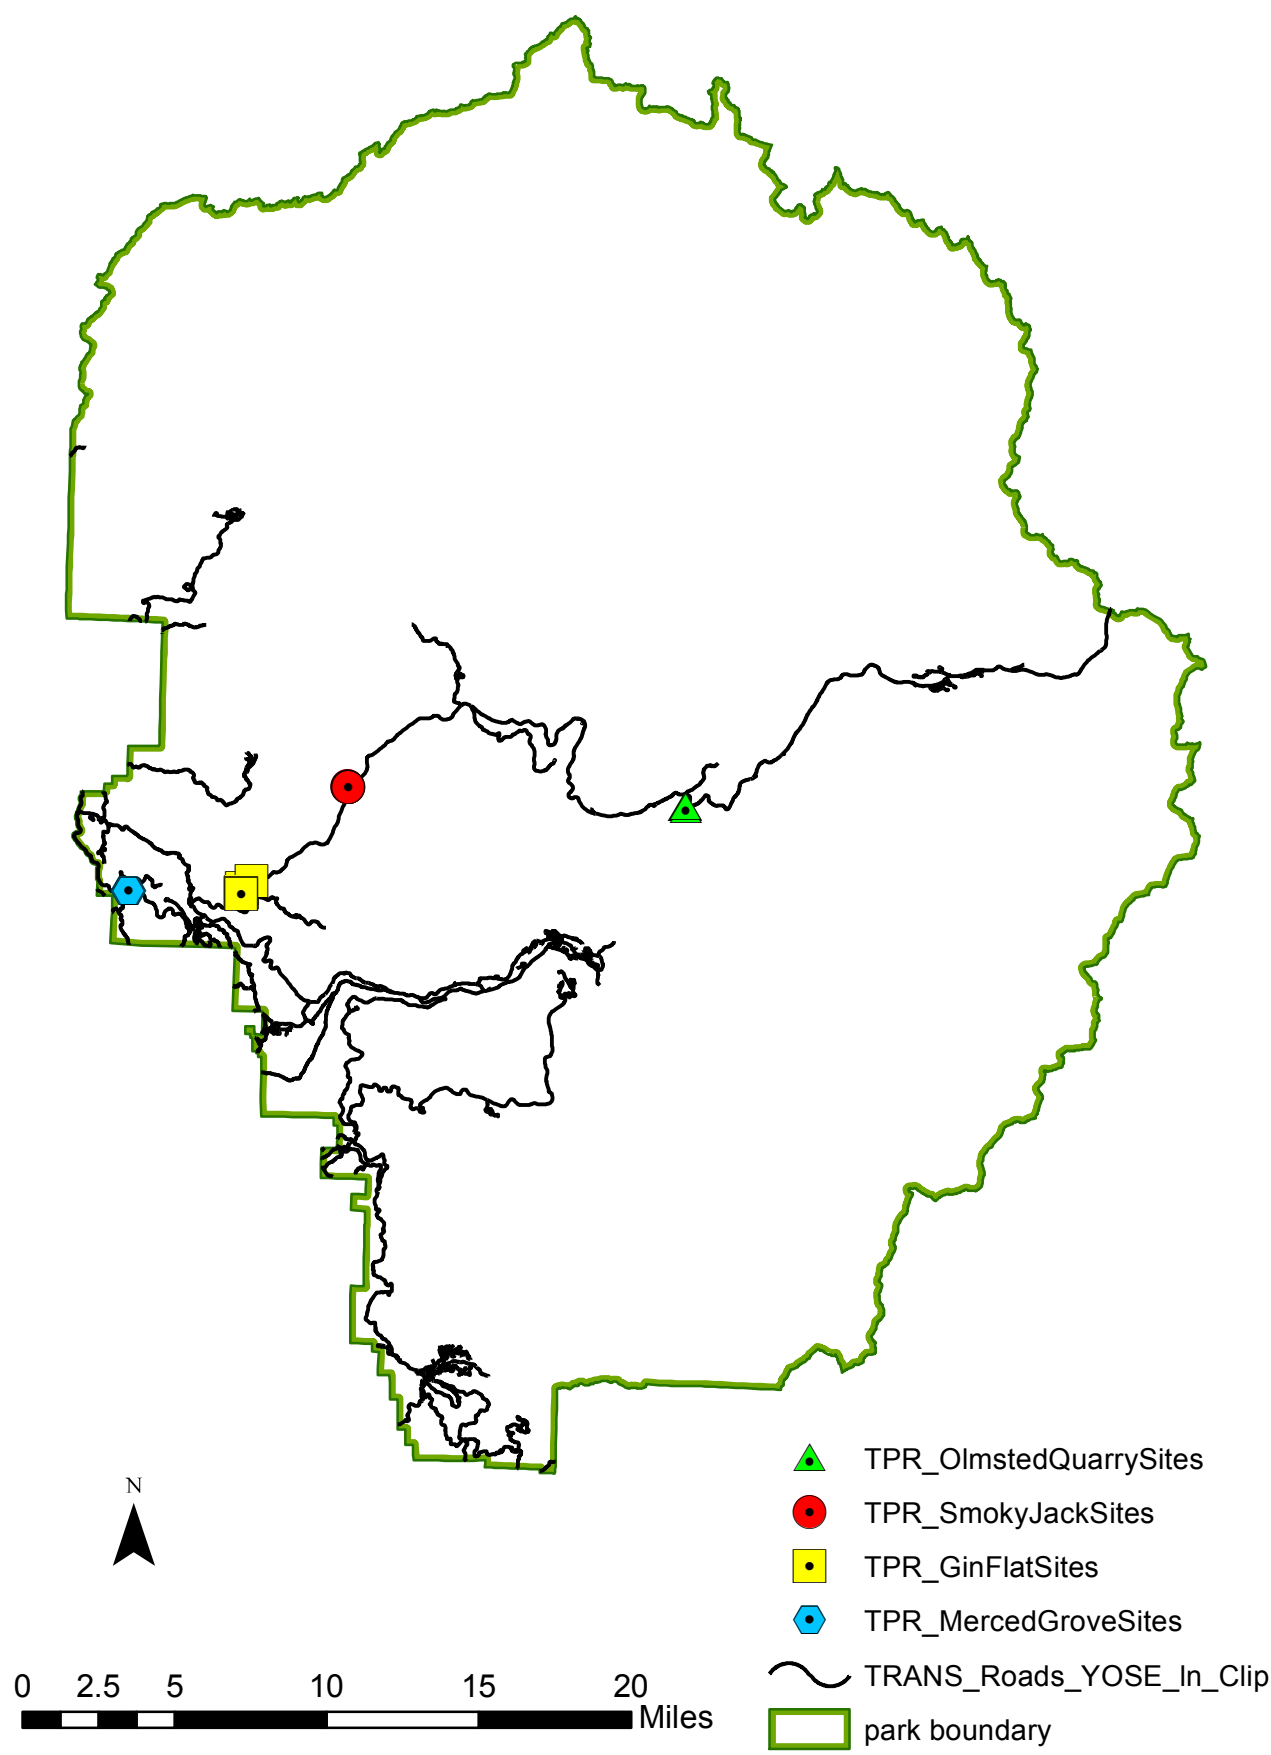 N
TPR_OlmstedQuarrySites
TPR_SmokyJackSites
TPR_GinFlatSites
TPR_MercedGroveSites
TRANS_Roads_YOSE_ln_Clip
park boundary
0 2.5 5 10 15 20
Miles